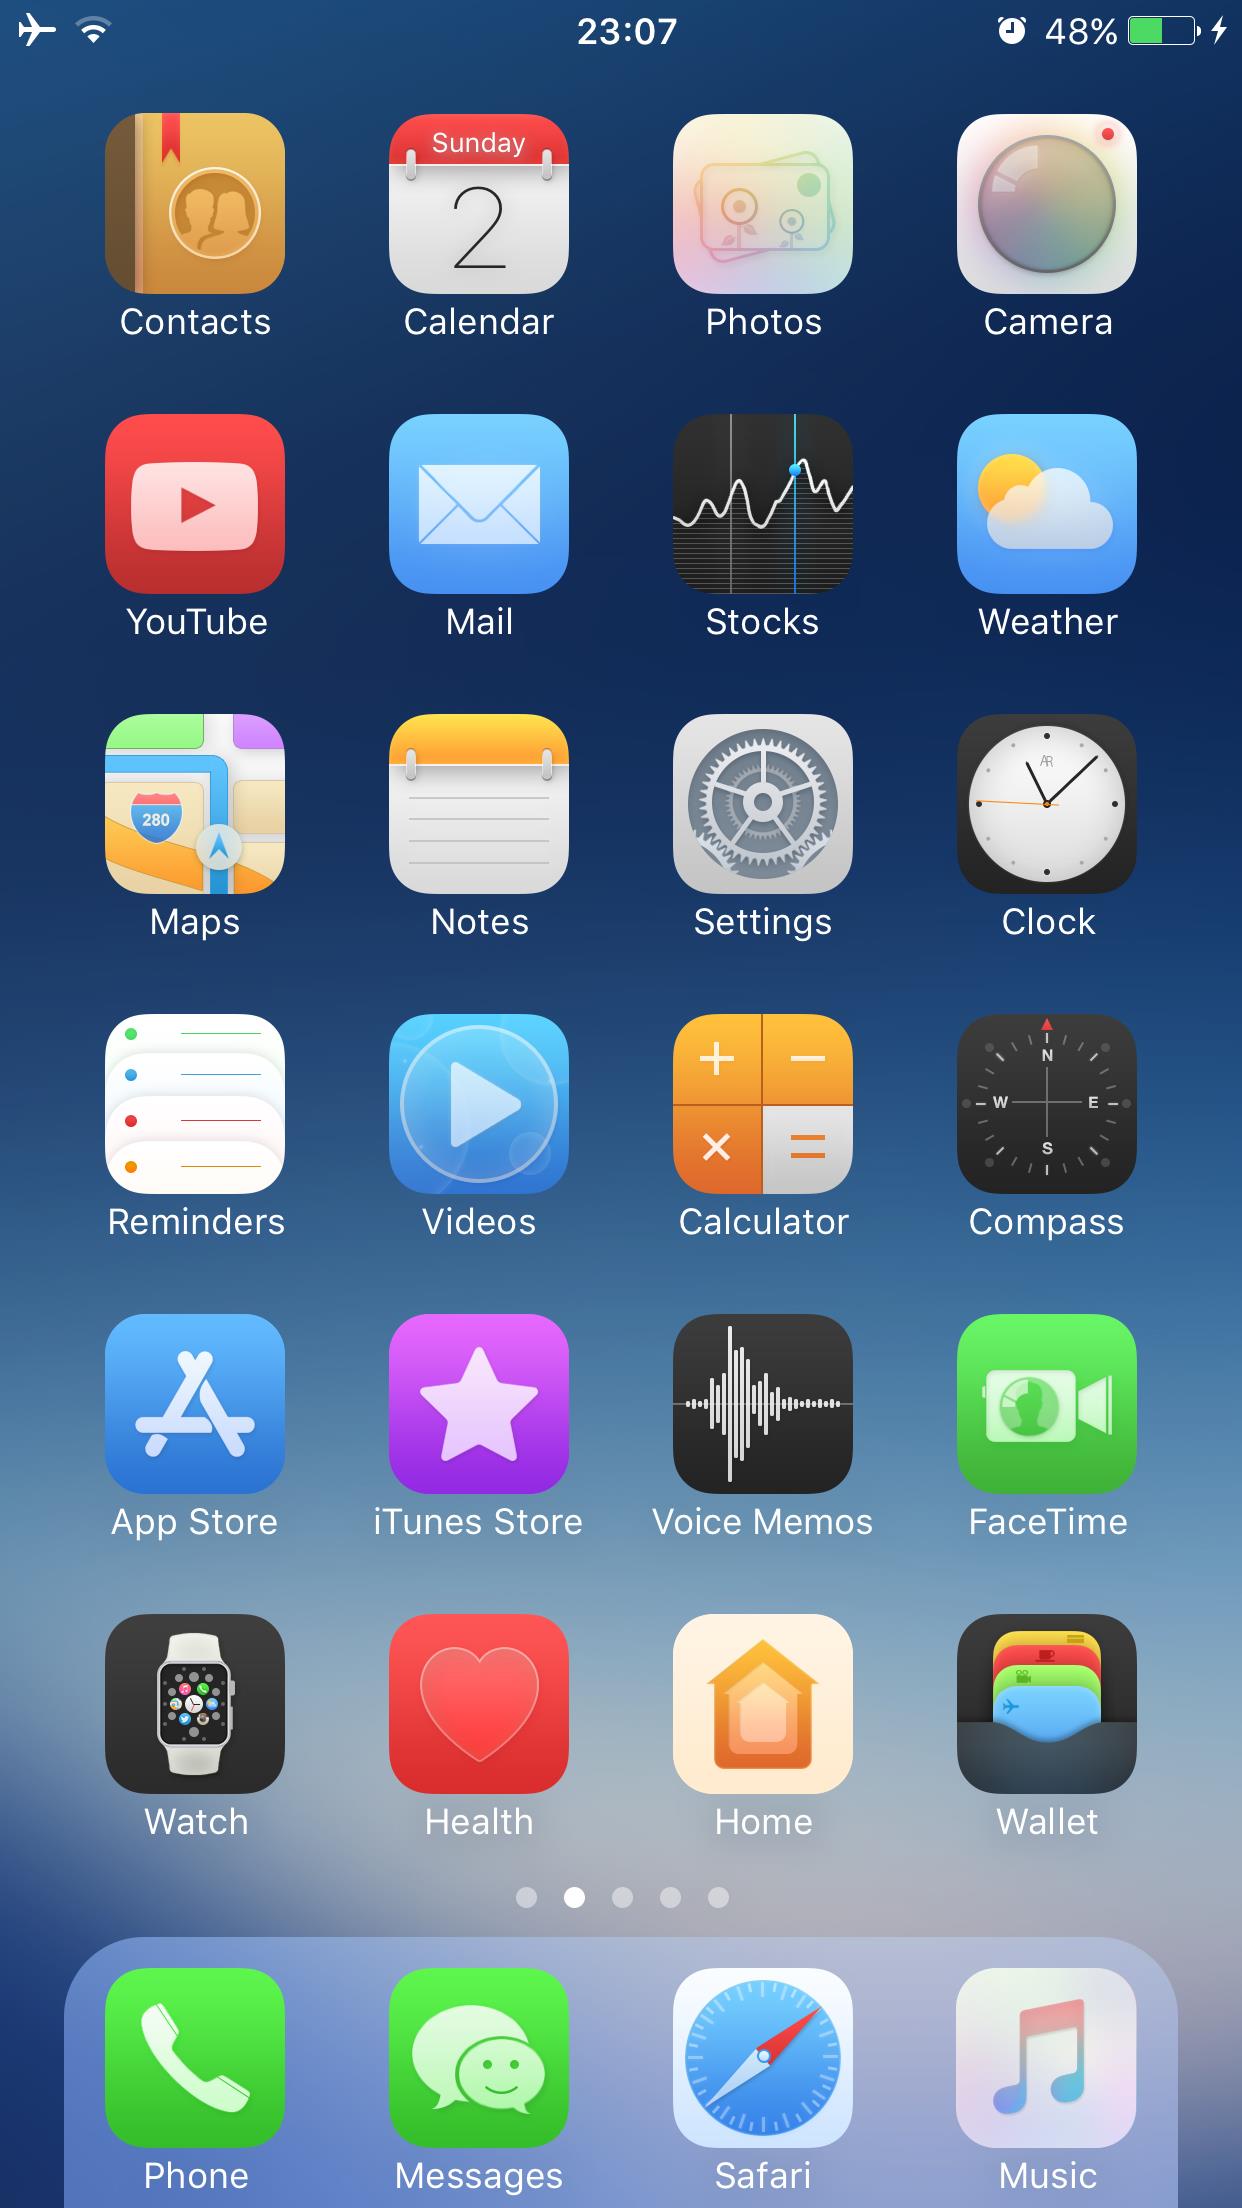 23:07
48%
Sunday
2
Contacts
Calendar
Photos
Camera
YouTube
Mail
Stocks
Weather
280
AR
Maps
Notes
Settings
Clock
N
W E
S
Reminders
Videos
Calculator
Compass
App Store
iTunes Store
Voice Memos
FaceTime
Watch
Health
Home
Wallet
Phone
Messages
Safari
Music